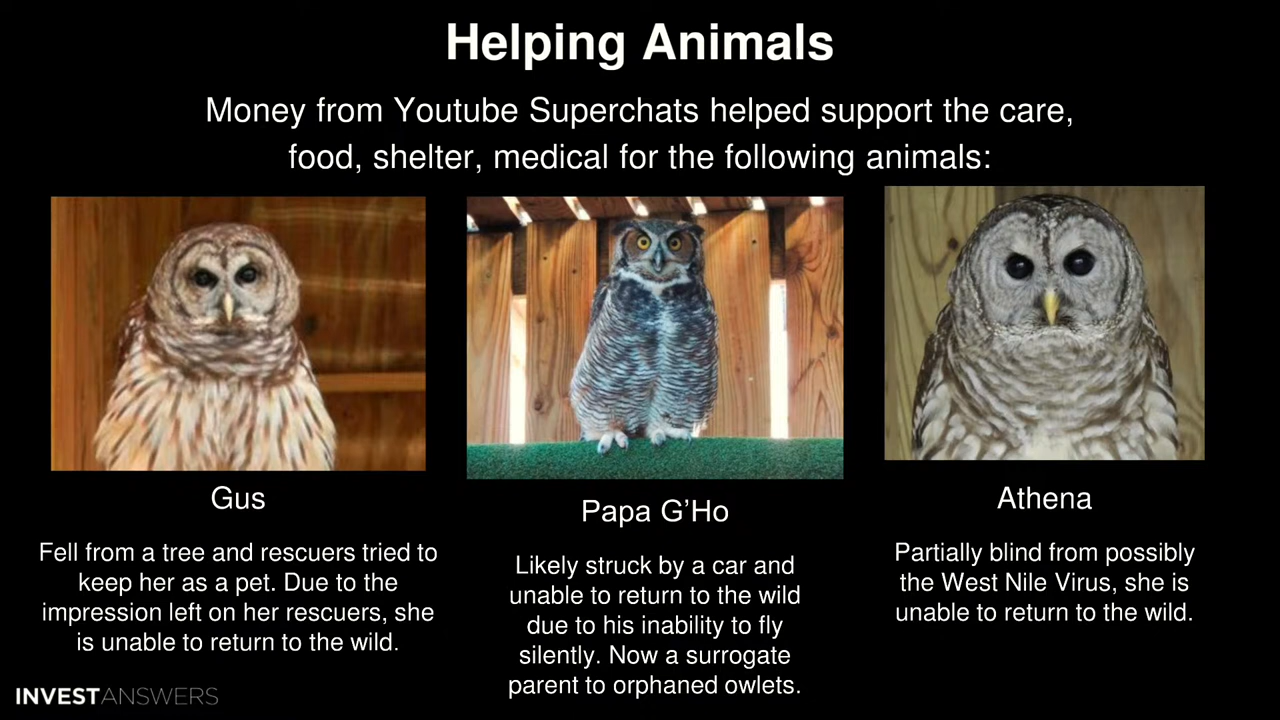 Helping Animals
Money from Youtube Superchats helped support the care,
food, shelter, medical for the following animals:
Gus
Fell from a tree and rescuers tried to
keep her as a pet. Due to the
impression left on her rescuers, she
is unable to return to the wild.
Papa G’Ho
Likely struck by a car and
unable to return to the wild
due to his inability to fly
silently. Now a surrogate
parent to orphaned owlets.
Athena
Partially blind from possibly
the West Nile Virus, she is
unable to return to the wild.
INVESTANSWERS